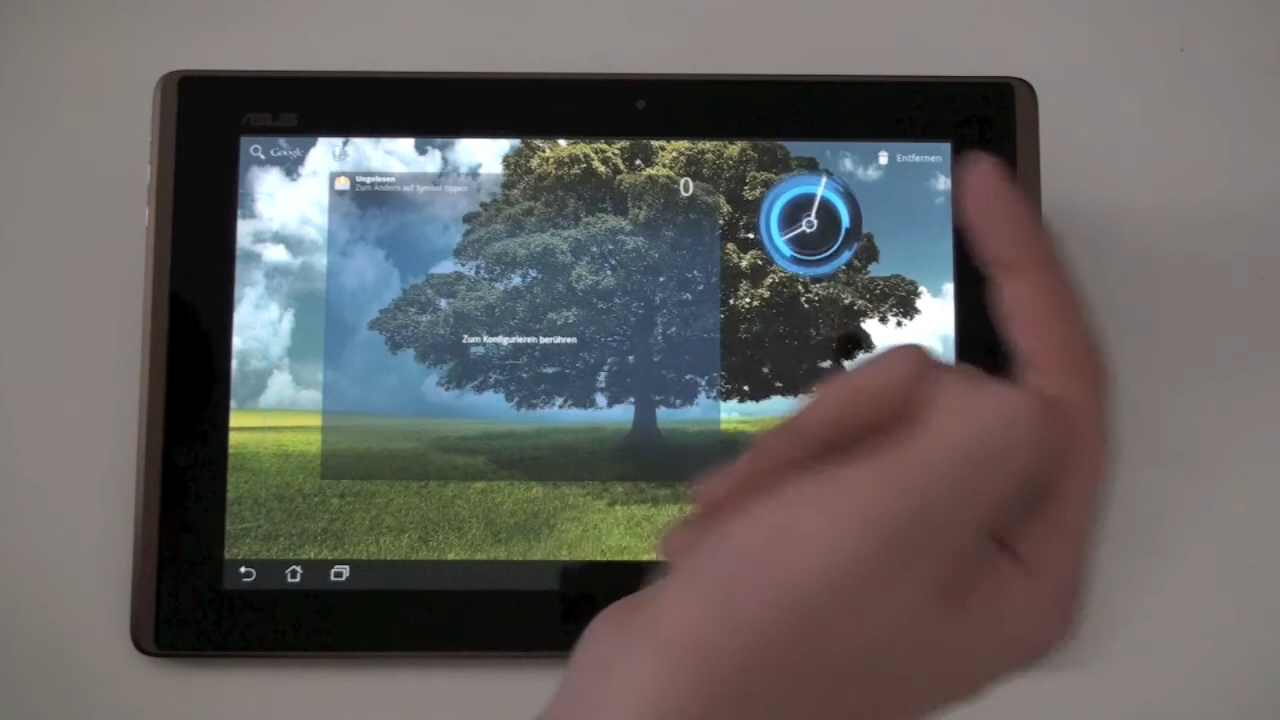 ASUS
Google
Entfernen
Ungelesen
Zum Ändern auf Symbol tippen
0
Zum Konfigurieren berühren